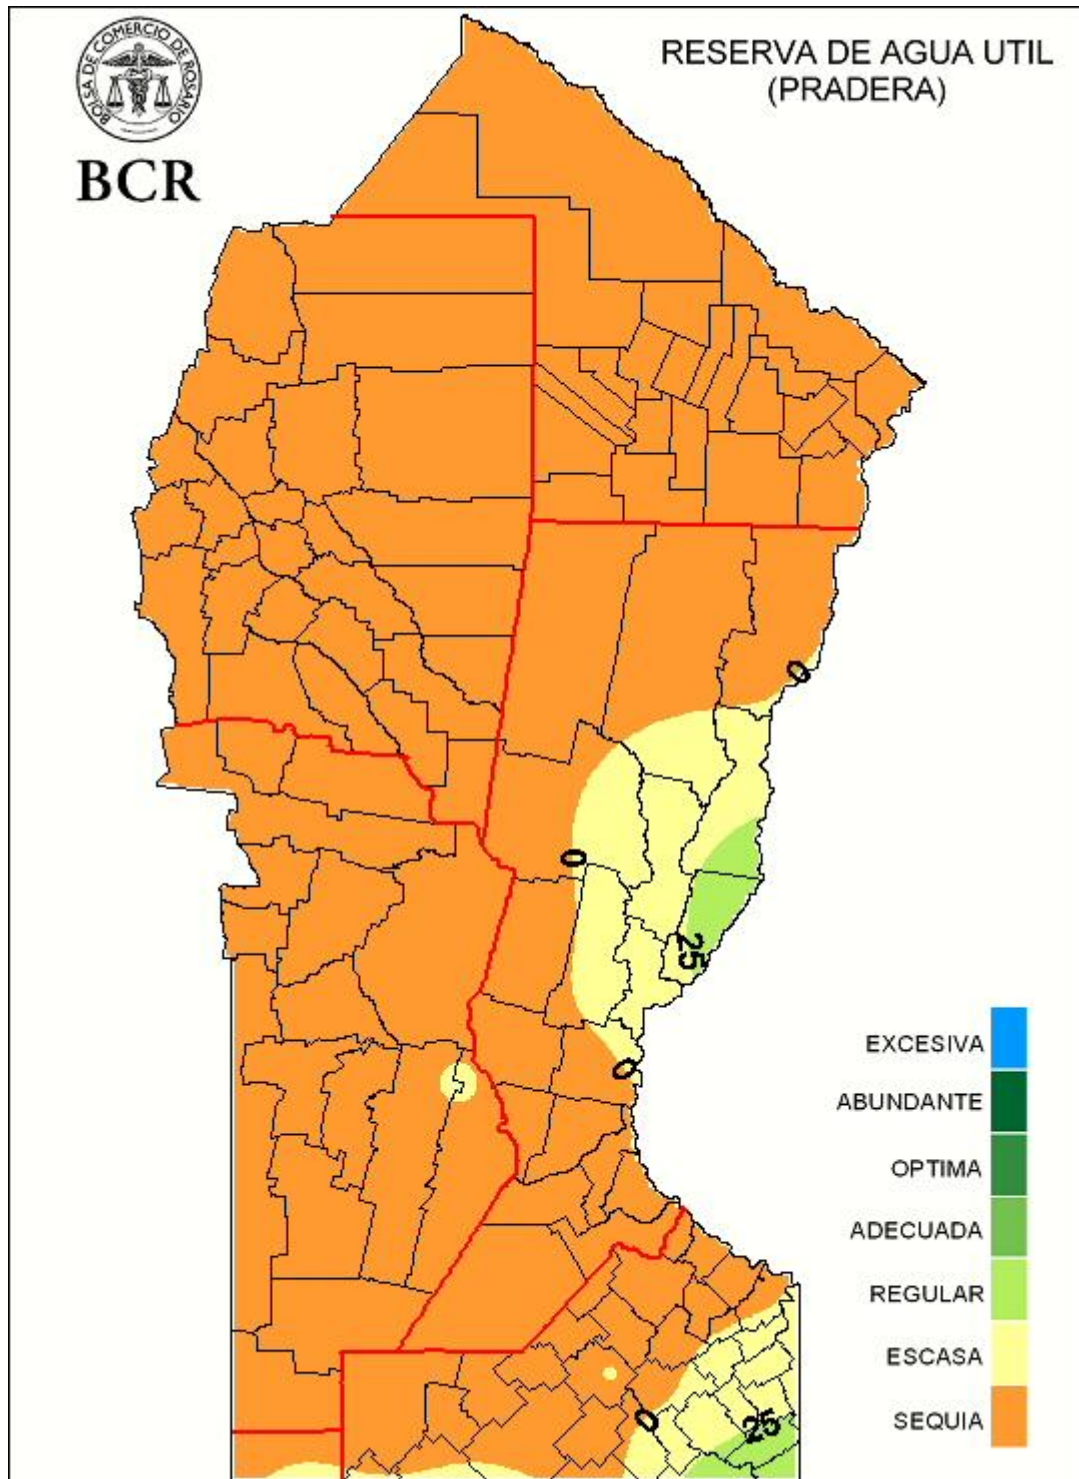 BOLSA DE COMERCIO DE ROSARIO
BCR
RESERVA DE AGUA UTIL
(PRADERA)
0
0
25
0
0
25
EXCESIVA
ABUNDANTE
OPTIMA
ADECUADA
REGULAR
ESCASA
SEQUIA